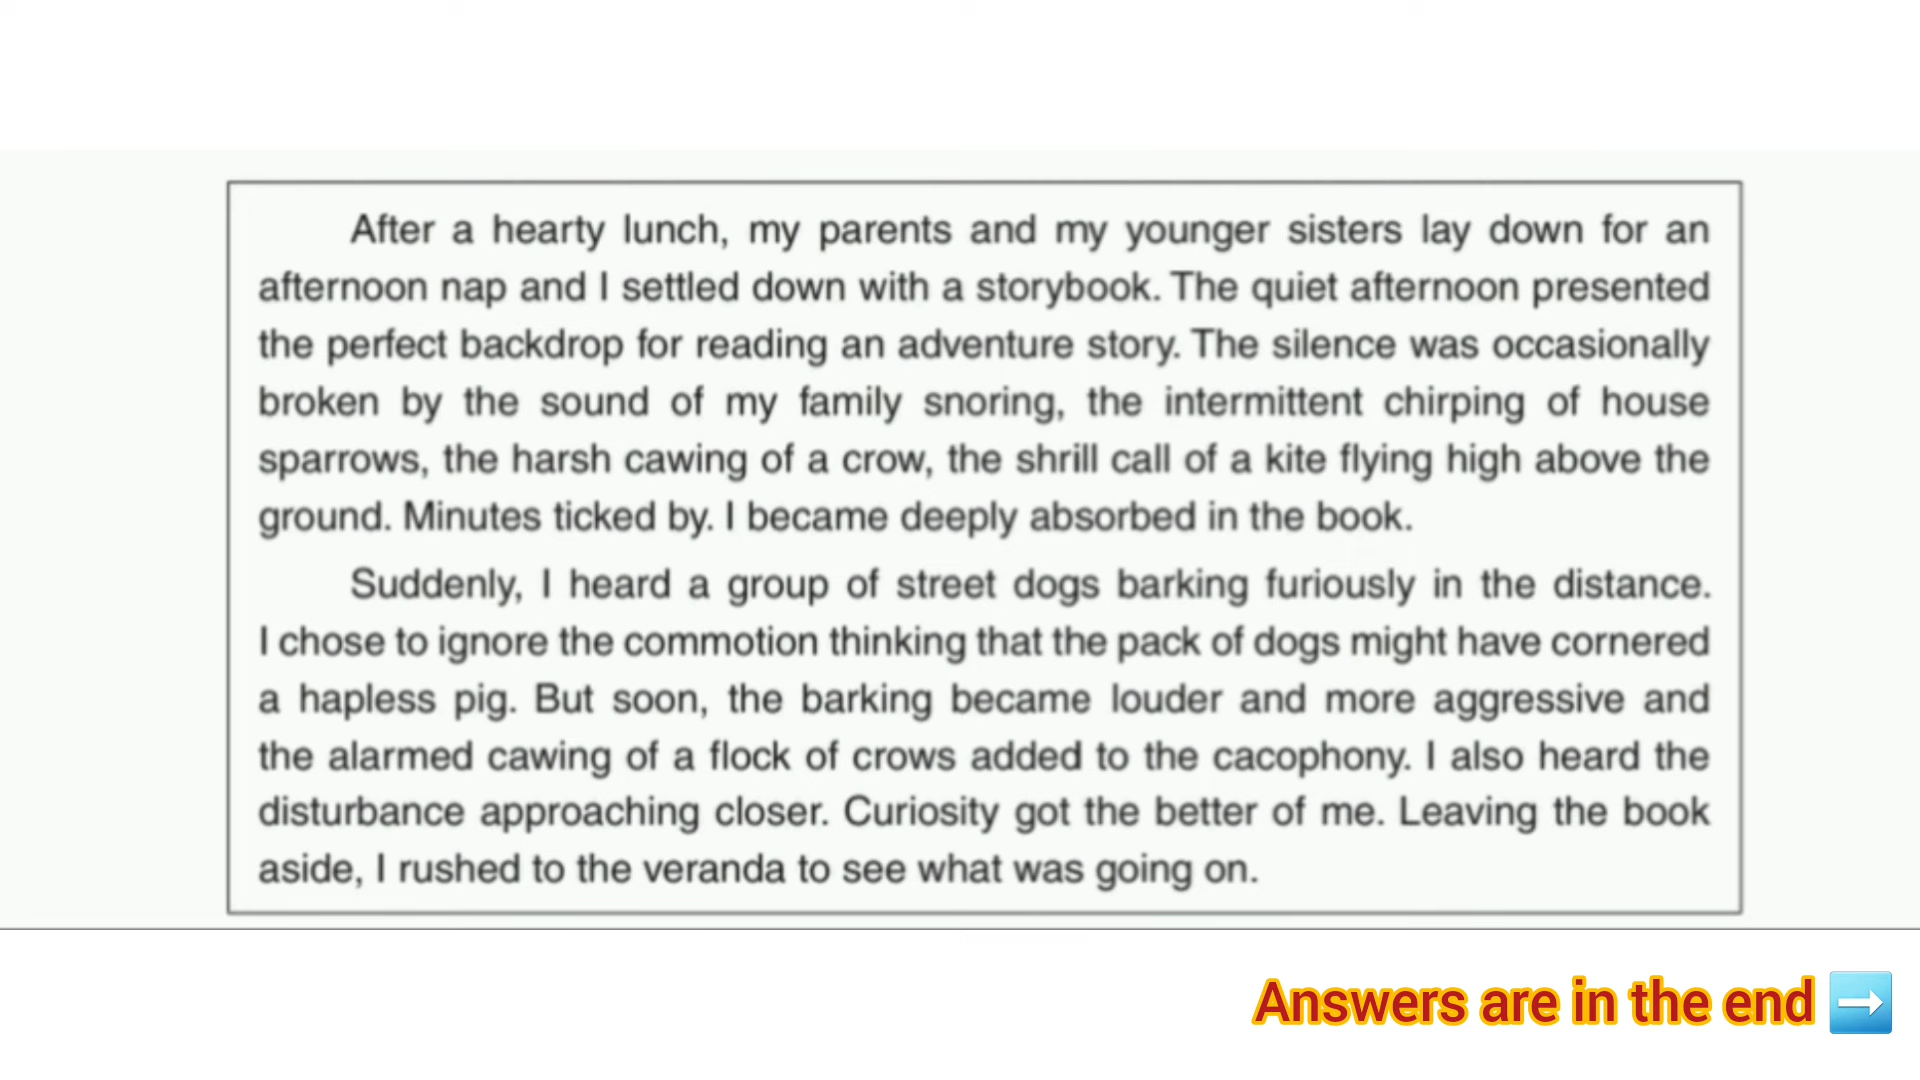 After a hearty lunch, my parents and my younger sisters lay down for an
afternoon nap and I settled down with a storybook. The quiet afternoon presented
the perfect backdrop for reading an adventure story. The silence was occasionally
broken by the sound of my family snoring, the intermittent chirping of house
sparrows, the harsh cawing of a crow, the shrill call of a kite flying high above the
ground. Minutes ticked by. I became deeply absorbed in the book.
Suddenly, I heard a group of street dogs barking furiously in the distance.
I chose to ignore the commotion thinking that the pack of dogs might have cornered
a hapless pig. But soon, the barking became louder and more aggressive and
the alarmed cawing of a flock of crows added to the cacophony. I also heard the
disturbance approaching closer. Curiosity got the better of me. Leaving the book
aside, I rushed to the veranda to see what was going on.
Answers are in the end ➡